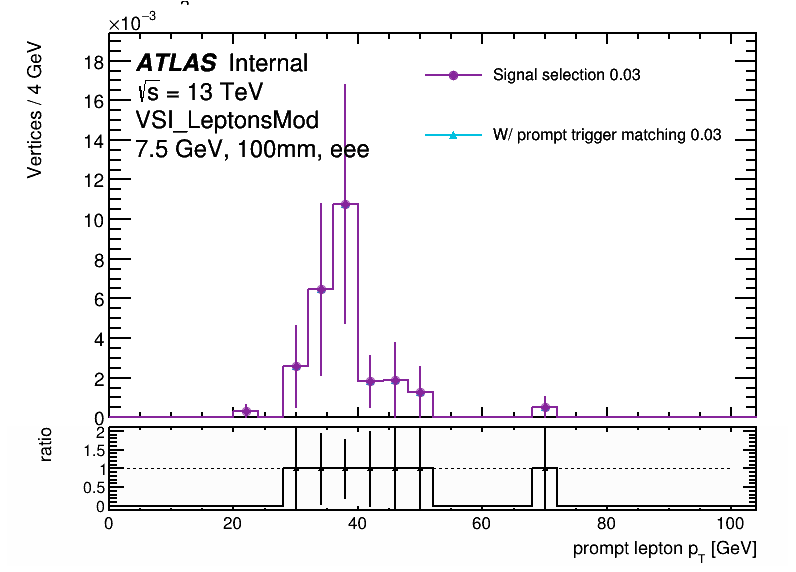 ×10⁻³
Vertices / 4 GeV
18
16
14
12
10
8
6
4
2
0
ATLAS Internal
√s = 13 TeV
VSI_LeptonsMod
7.5 GeV, 100mm, eee
Signal selection 0.03
W/ prompt trigger matching 0.03
ratio
2
1.5
1
0.5
0
0 20 40 60 80 100
prompt lepton p_T [GeV]